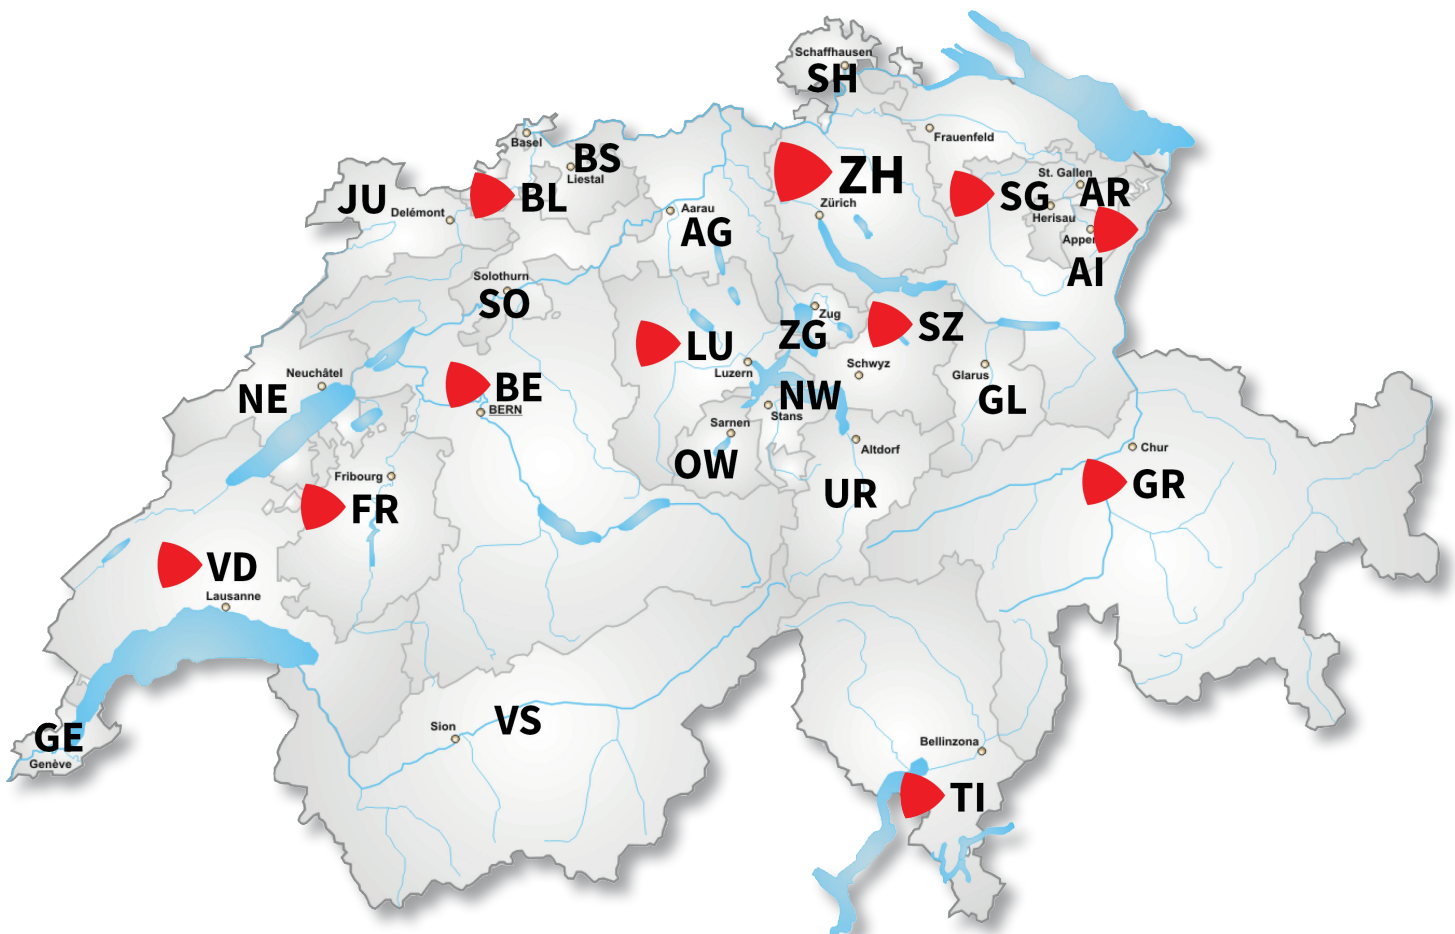 Schaffhausen
SH
Basel
BS
Liestal
Frauenfeld
ZH
JU
BL
Delémont
Aarau
AG
Zürich
St. Gallen
SG
AR
Herisau
Appen
AI
Solothurn
SO
Zug
ZG
SZ
LU
Luzern
Schwyz
Glarus
GL
Neuchâtel
NE
BE
BERN
NW
Stans
Sarnen
OW
Altdorf
UR
Chur
GR
Fribourg
FR
VD
Lausanne
GE
Genève
Sion
VS
Bellinzona
TI